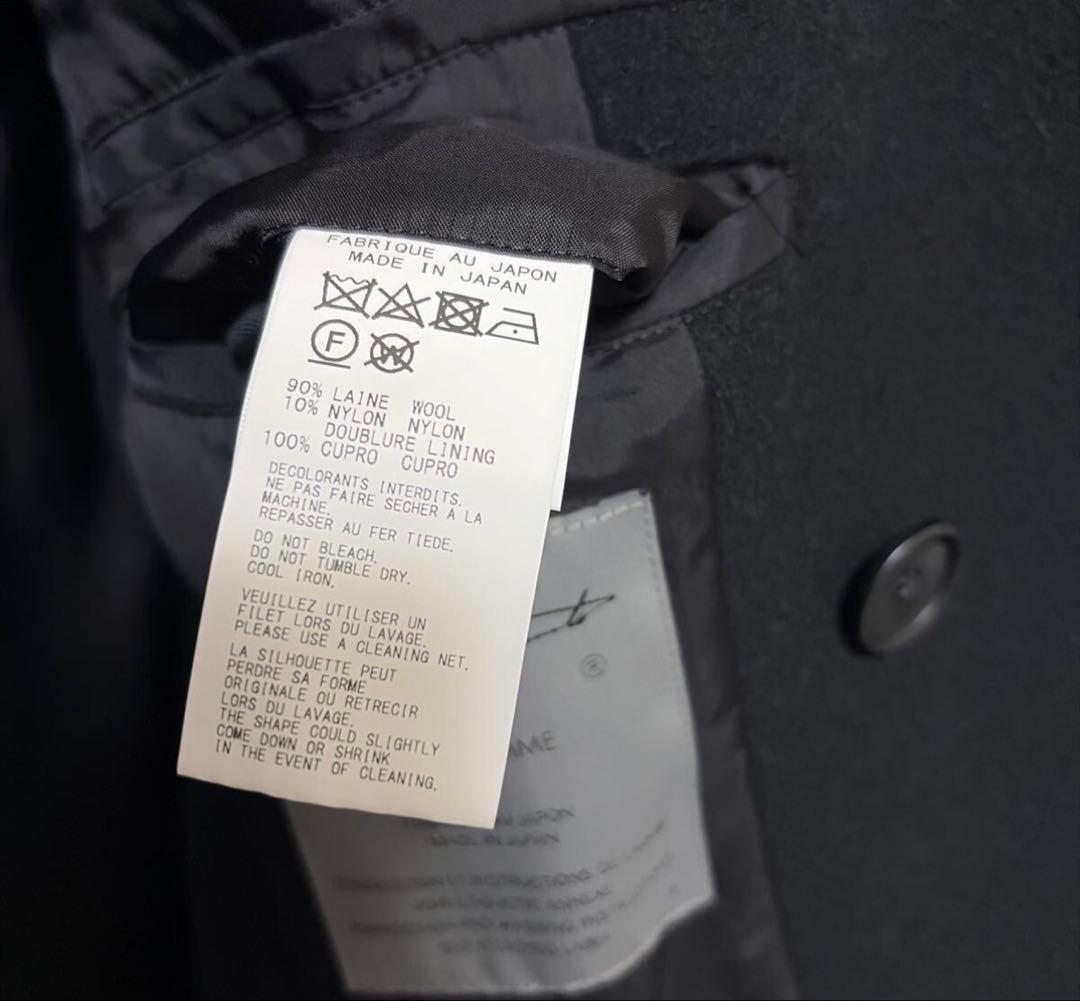 FABRIQUE AU JAPON
MADE IN JAPAN
F
W
90% LAINE WOOL
10% NYLON NYLON
DOUBLURE LINING
100% CUPRO CUPRO
DECOLORANTS INTERDITS.
NE PAS FAIRE SECHER A LA
MACHINE.
REPASSER AU FER TIEDE.
DO NOT BLEACH.
DO NOT TUMBLE DRY.
COOL IRON.
VEUILLEZ UTILISER UN
FILET LORS DU LAVAGE.
PLEASE USE A CLEANING NET.
LA SILHOUETTE PEUT
PERDRE SA FORME
ORIGINALE OU RETRECIR
LORS DU LAVAGE.
THE SHAPE COULD SLIGHTLY
COME DOWN OR SHRINK
IN THE EVENT OF CLEANING.
®
JAPON
MADE IN JAPAN